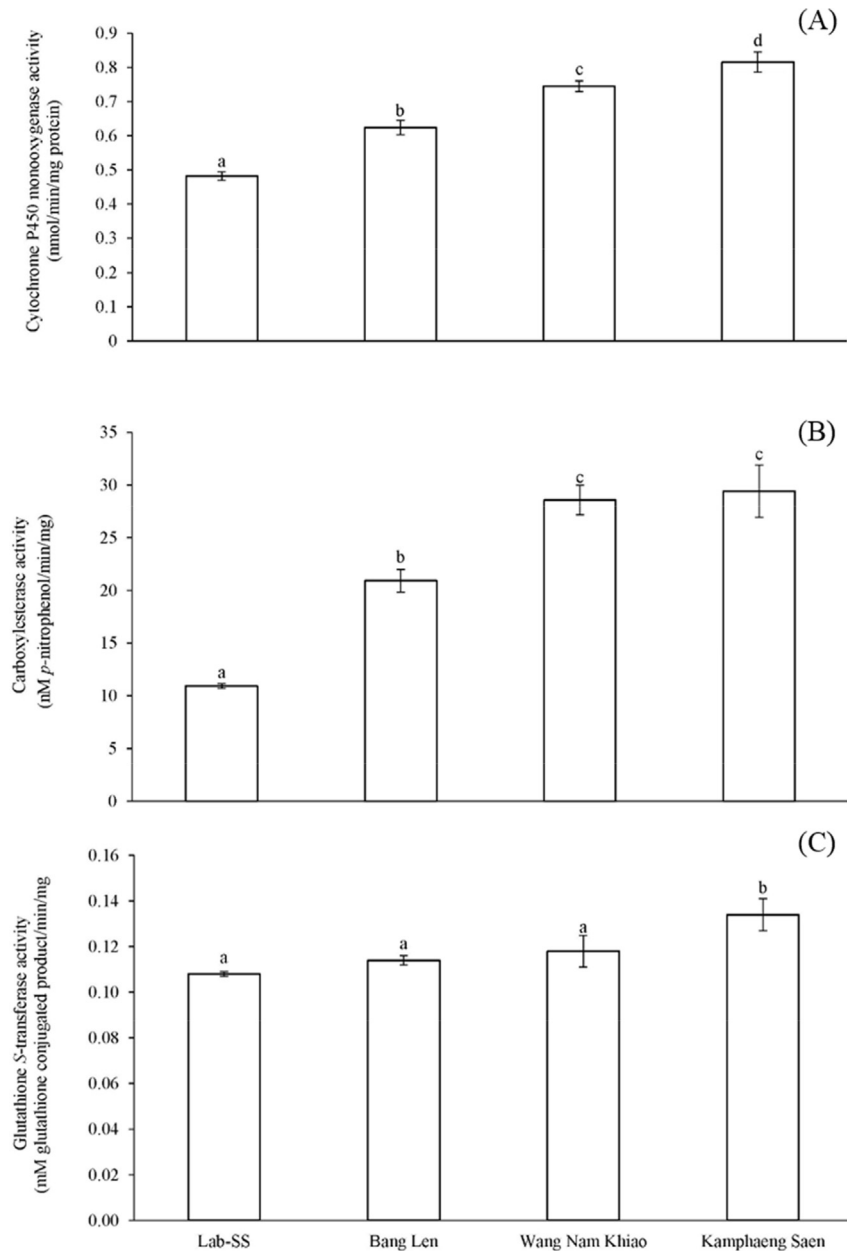 (A)
Cytochrome P450 monooxygenase activity
(nmol/min/mg protein)
0.9
0.8
0.7
0.6
0.5
0.4
0.3
0.2
0.1
0
a
b
c
d
(B)
Carboxylesterase activity
(nM p-nitrophenol/min/mg)
35
30
25
20
15
10
5
0
a
b
c
c
(C)
Glutathione S-transferase activity
(mM glutathione conjugated product/min/mg
0.16
0.14
0.12
0.10
0.08
0.06
0.04
0.02
0.00
a
a
a
b
Lab-SS
Bang Len
Wang Nam Khiao
Kamphaeng Saen